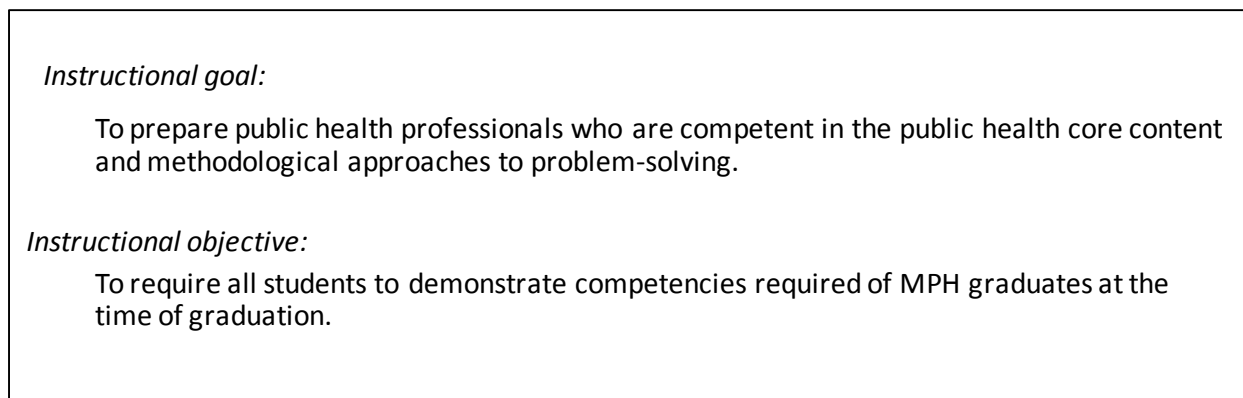 Instructional goal:
To prepare public health professionals who are competent in the public health core content
and methodological approaches to problem-solving.
Instructional objective:
To require all students to demonstrate competencies required of MPH graduates at the
time of graduation.